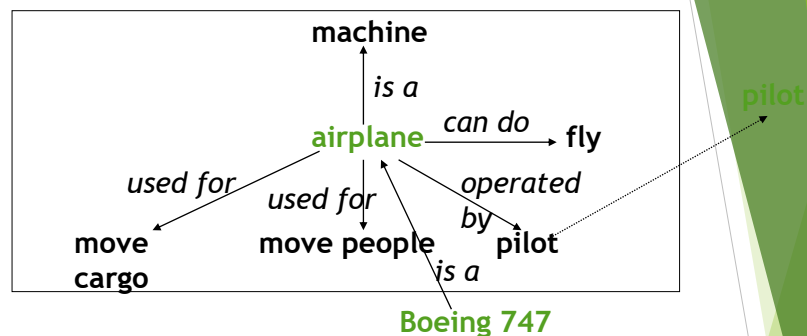 machine
is a
pilot
airplane
can do
fly
used for
used for
operated
by
move
cargo
move people
pilot
is a
Boeing 747